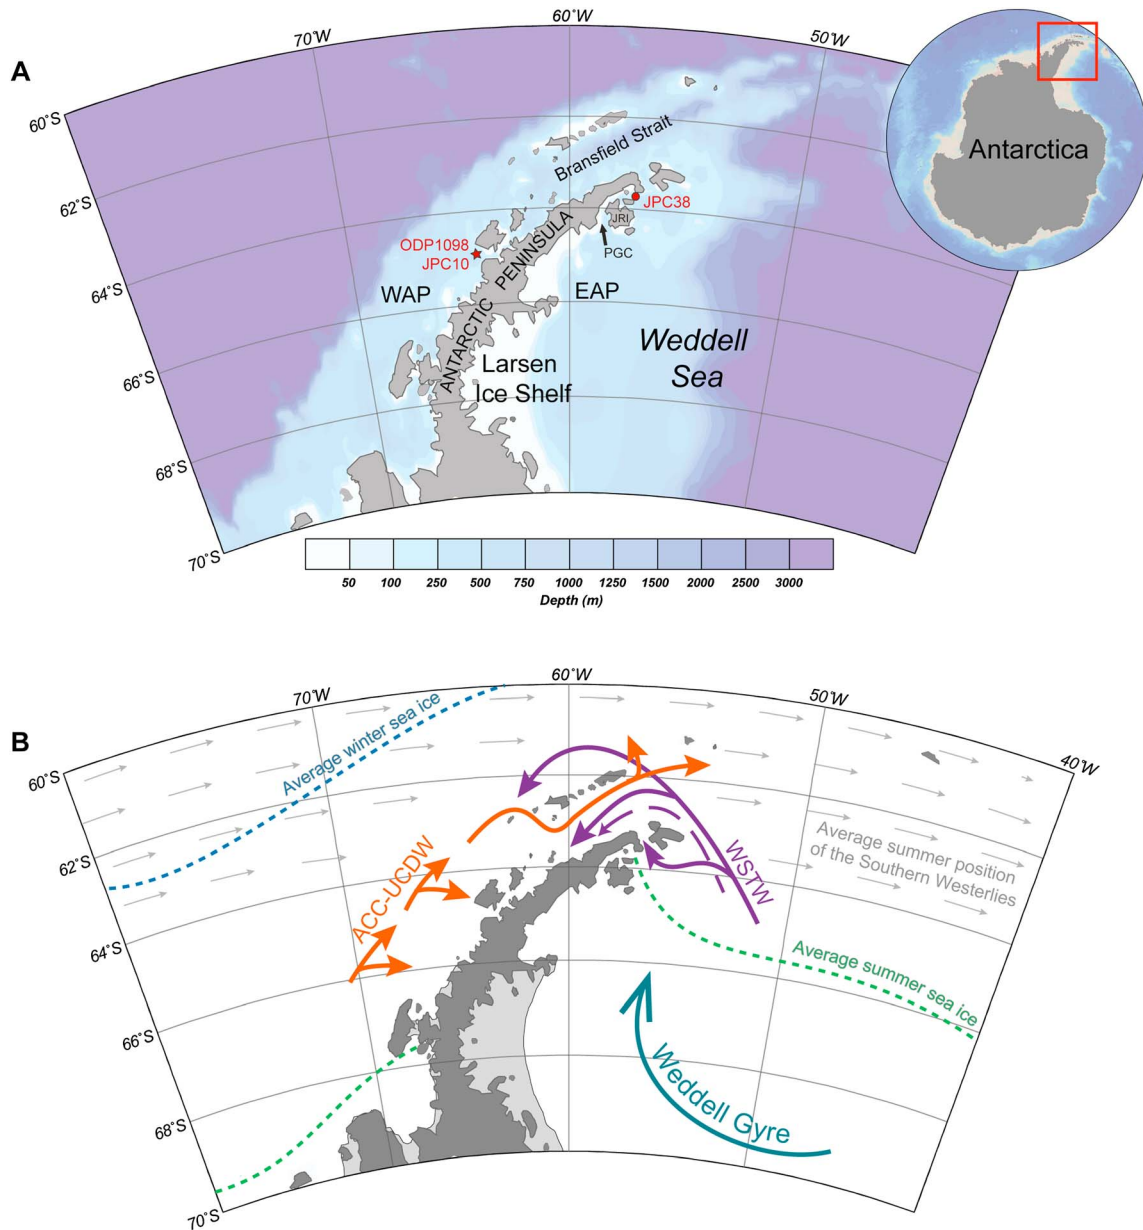 A
70˚W
60˚W
50˚W
60˚S
62˚S
64˚S
66˚S
68˚S
70˚S
Bransfield Strait
JPC38
JRI
PGC
ODP1098
JPC10
WAP
EAP
ANTARCTIC PENINSULA
Weddell
Sea
Larsen
Ice Shelf
Antarctica
50 100 250 500 750 1000 1250 1500 2000 2500 3000
Depth (m)
B
70˚W
60˚W
50˚W
40˚W
60˚S
62˚S
64˚S
66˚S
68˚S
70˚S
Average winter sea ice
ACC-UCDW
WSTW
Average summer position
of the Southern Westerlies
Average summer sea ice
Weddell Gyre